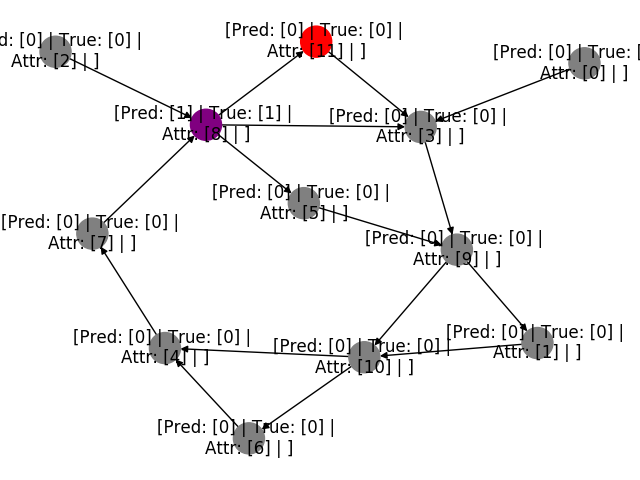 [Pred: [0] | True: [0] |
Attr: [11] | ]
d: [0] | True: [0] |
Attr: [2] | ]
[Pred: [0] | True: [0] |
Attr: [0] | ]
[Pred: [1] | True: [1] |
Attr: [8] | ]
[Pred: [0] | True: [0] |
Attr: [3] | ]
[Pred: [0] | True: [0] |
Attr: [5] | ]
[Pred: [0] | True: [0] |
Attr: [7] | ]
[Pred: [0] | True: [0] |
Attr: [9] | ]
[Pred: [0] | True: [0] |
Attr: [4] | ]
[Pred: [0] | True: [0] |
Attr: [10] | ]
[Pred: [0] | True: [0] |
Attr: [1] | ]
[Pred: [0] | True: [0] |
Attr: [6] | ]